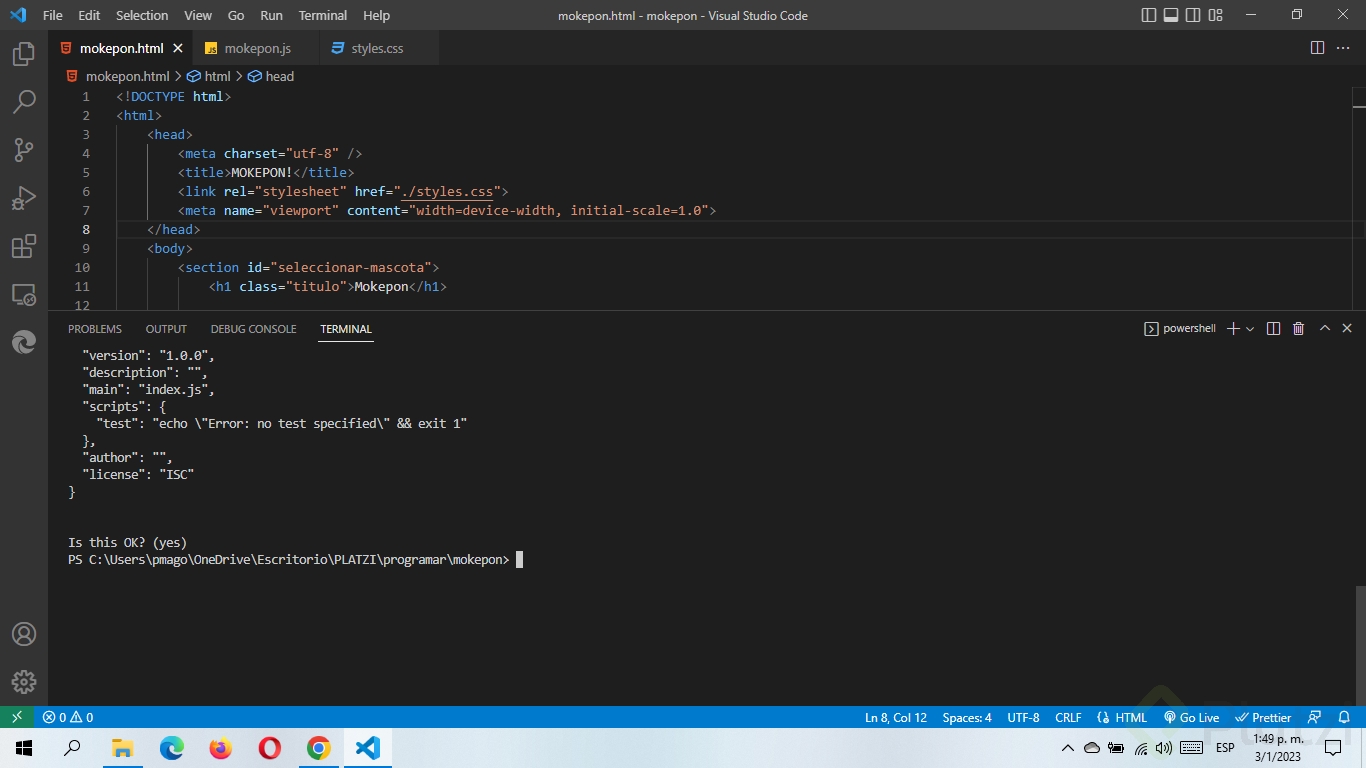 File Edit Selection View Go Run Terminal Help mokepon.html - mokepon - Visual Studio Code
mokepon.html mokepon.js styles.css
mokepon.html > html > head
1 <!DOCTYPE html>
2 <html>
3 <head>
4 <meta charset="utf-8" />
5 <title>MOKEPON!</title>
6 <link rel="stylesheet" href="./styles.css">
7 <meta name="viewport" content="width=device-width, initial-scale=1.0">
8 </head>
9 <body>
10 <section id="seleccionar-mascota">
11 <h1 class="titulo">Mokepon</h1>
12
PROBLEMS OUTPUT DEBUG CONSOLE TERMINAL powershell
"version": "1.0.0",
"description": "",
"main": "index.js",
"scripts": {
"test": "echo \"Error: no test specified\" && exit 1"
},
"author": "",
"license": "ISC"
}
Is this OK? (yes)
PS C:\Users\pmago\OneDrive\Escritorio\PLATZI\programar\mokepon>
0 0 Ln 8, Col 12 Spaces: 4 UTF-8 CRLF HTML Go Live Prettier
ESP 1:49 p. m.
3/1/2023